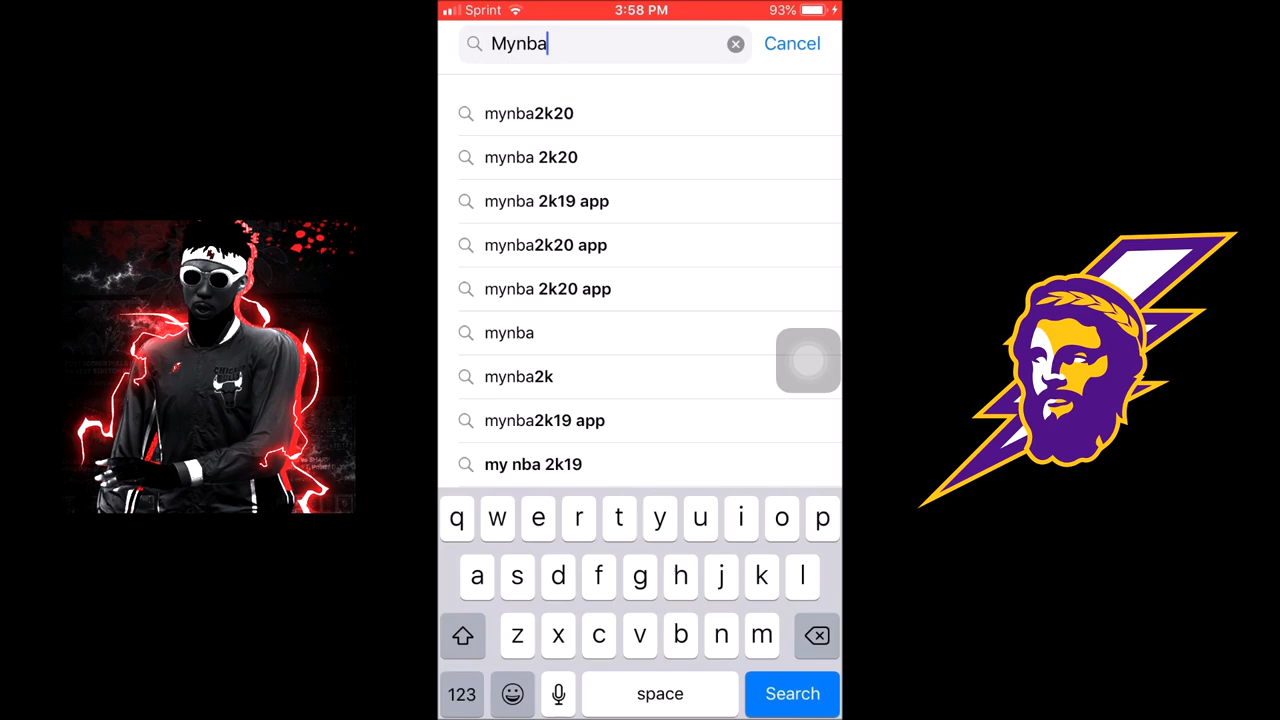 Sprint 3:58 PM 93%
Mynba Cancel
mynba2k20
mynba 2k20
mynba 2k19 app
mynba2k20 app
mynba 2k20 app
mynba
mynba2k
mynba2k19 app
my nba 2k19
q w e r t y u i o p
a s d f g h j k l
z x c v b n m
123 space Search
CHICAGO